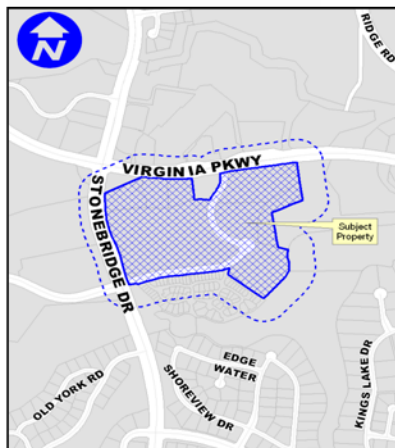 N
RIDGE RD
VIRGINIA PKWY
STONEBRIDGE DR
Subject
Property
OLD YORK RD
EDGE
WATER
SHOREVIEW DR
KINGS LAKE DR